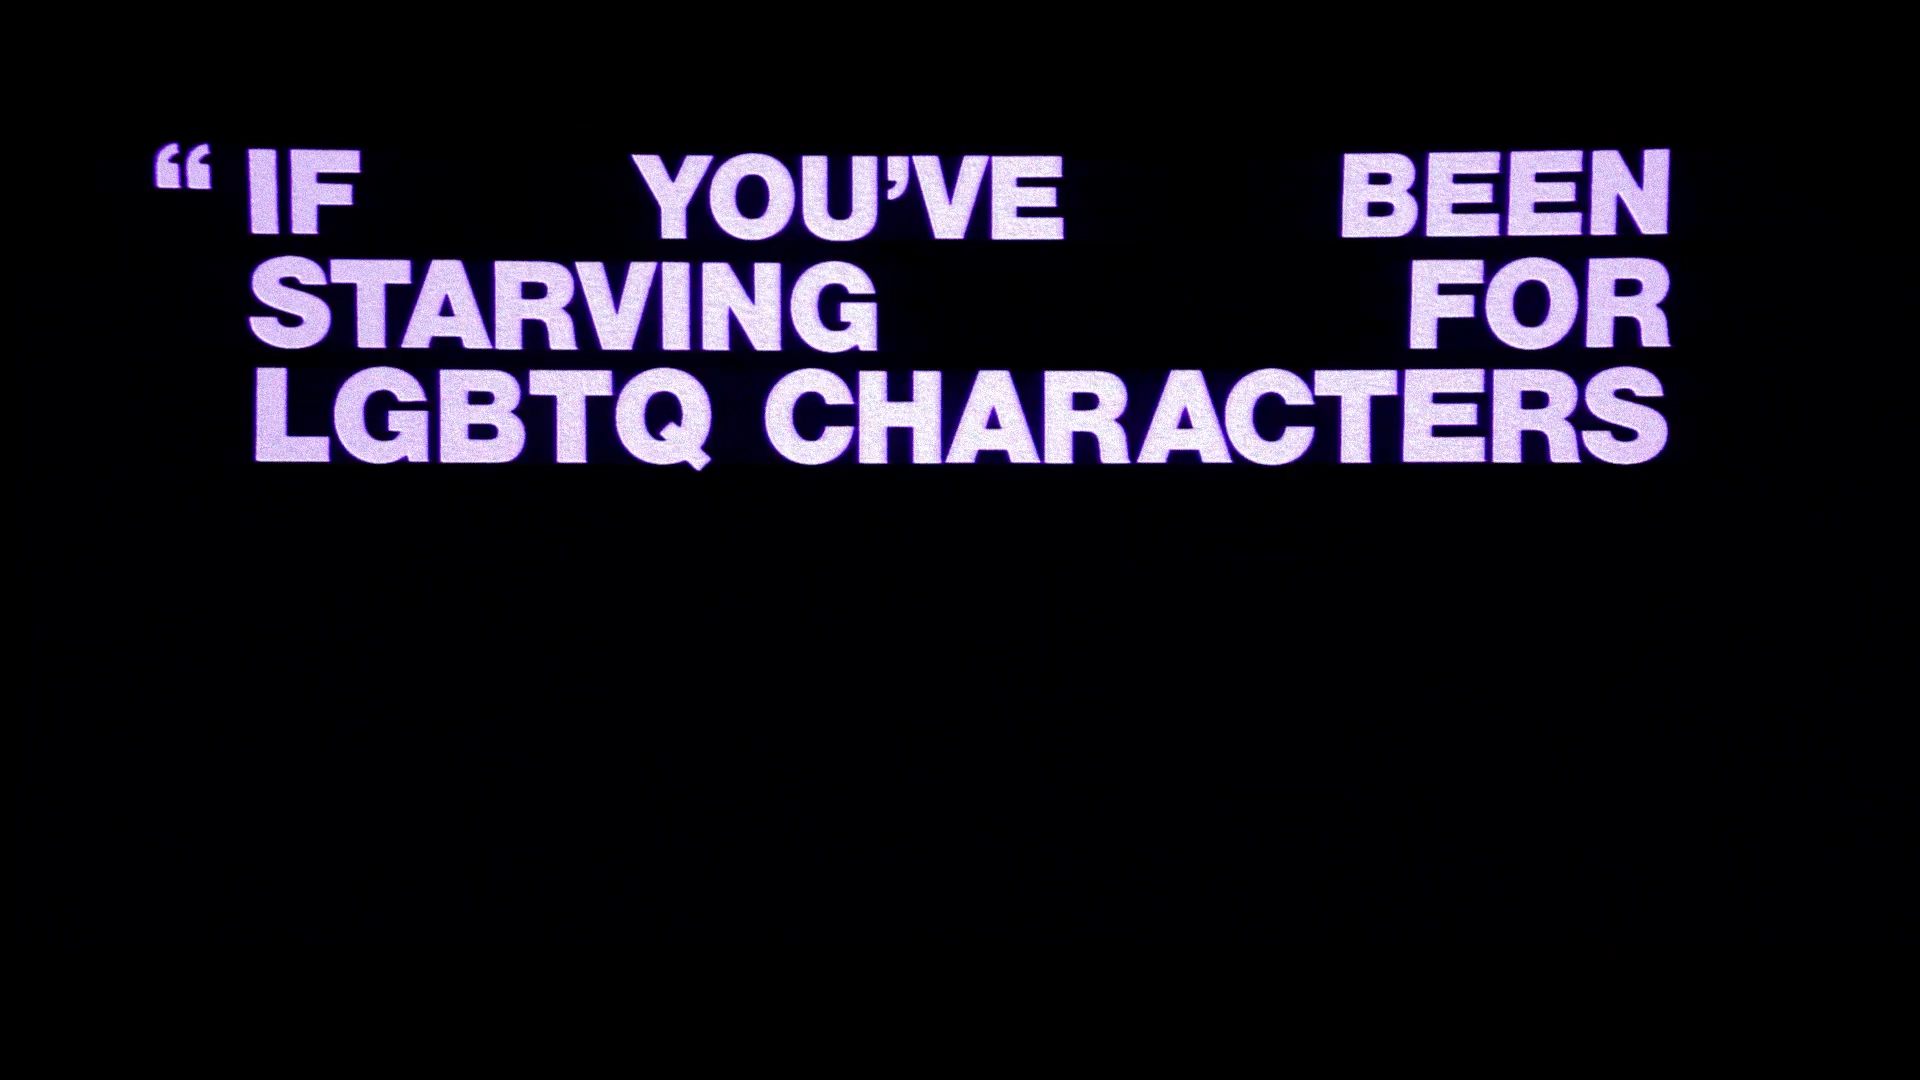 “ IF YOU’VE BEEN
STARVING FOR
LGBTQ CHARACTERS